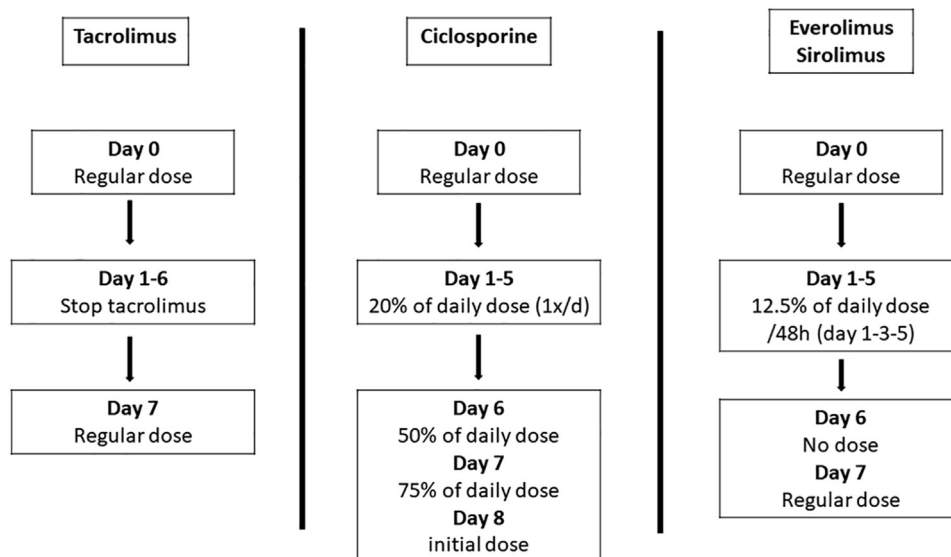 Tacrolimus
Day 0
Regular dose
Day 1-6
Stop tacrolimus
Day 7
Regular dose
Ciclosporine
Day 0
Regular dose
Day 1-5
20% of daily dose (1x/d)
Day 6
50% of daily dose
Day 7
75% of daily dose
Day 8
initial dose
Everolimus
Sirolimus
Day 0
Regular dose
Day 1-5
12.5% of daily dose
/48h (day 1-3-5)
Day 6
No dose
Day 7
Regular dose